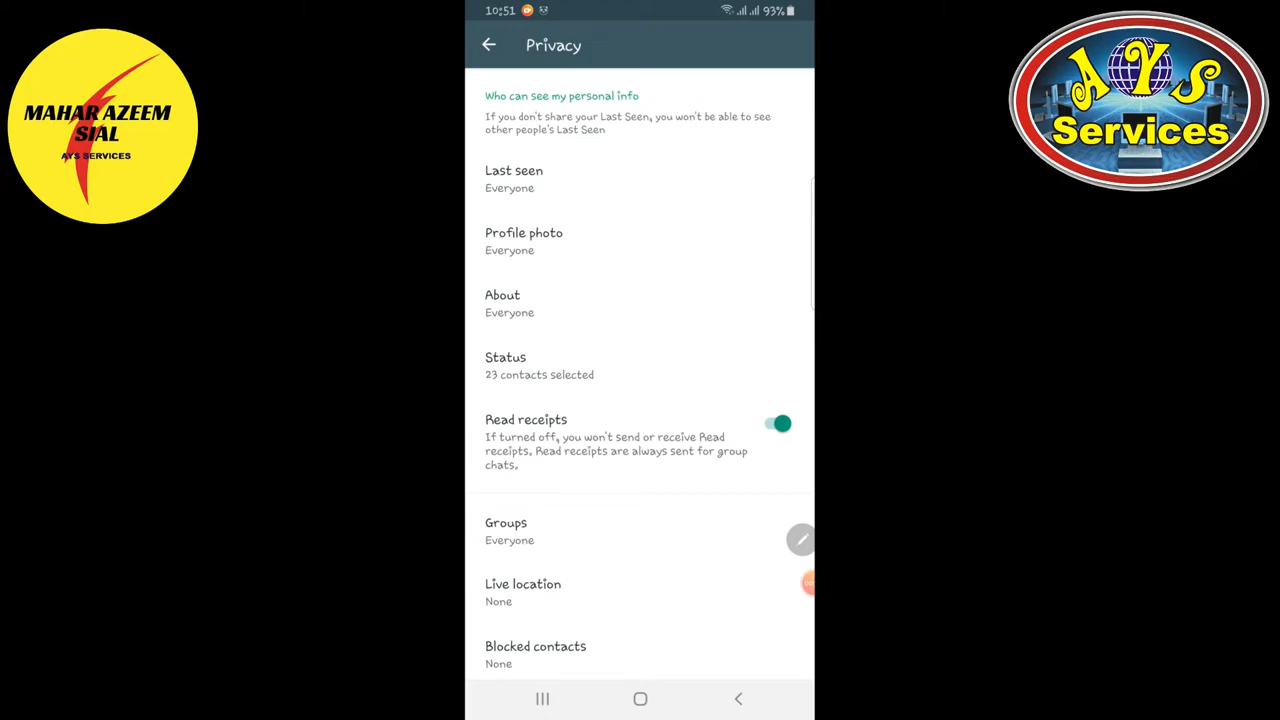 MAHAR AZEEM
SIAL
AYS SERVICES
AYS
Services
10:51
93%
Privacy
Who can see my personal info
If you don't share your Last Seen, you won't be able to see
other people's Last Seen
Last seen
Everyone
Profile photo
Everyone
About
Everyone
Status
23 contacts selected
Read receipts
If turned off, you won't send or receive Read
receipts. Read receipts are always sent for group
chats.
Groups
Everyone
Live location
None
Blocked contacts
None